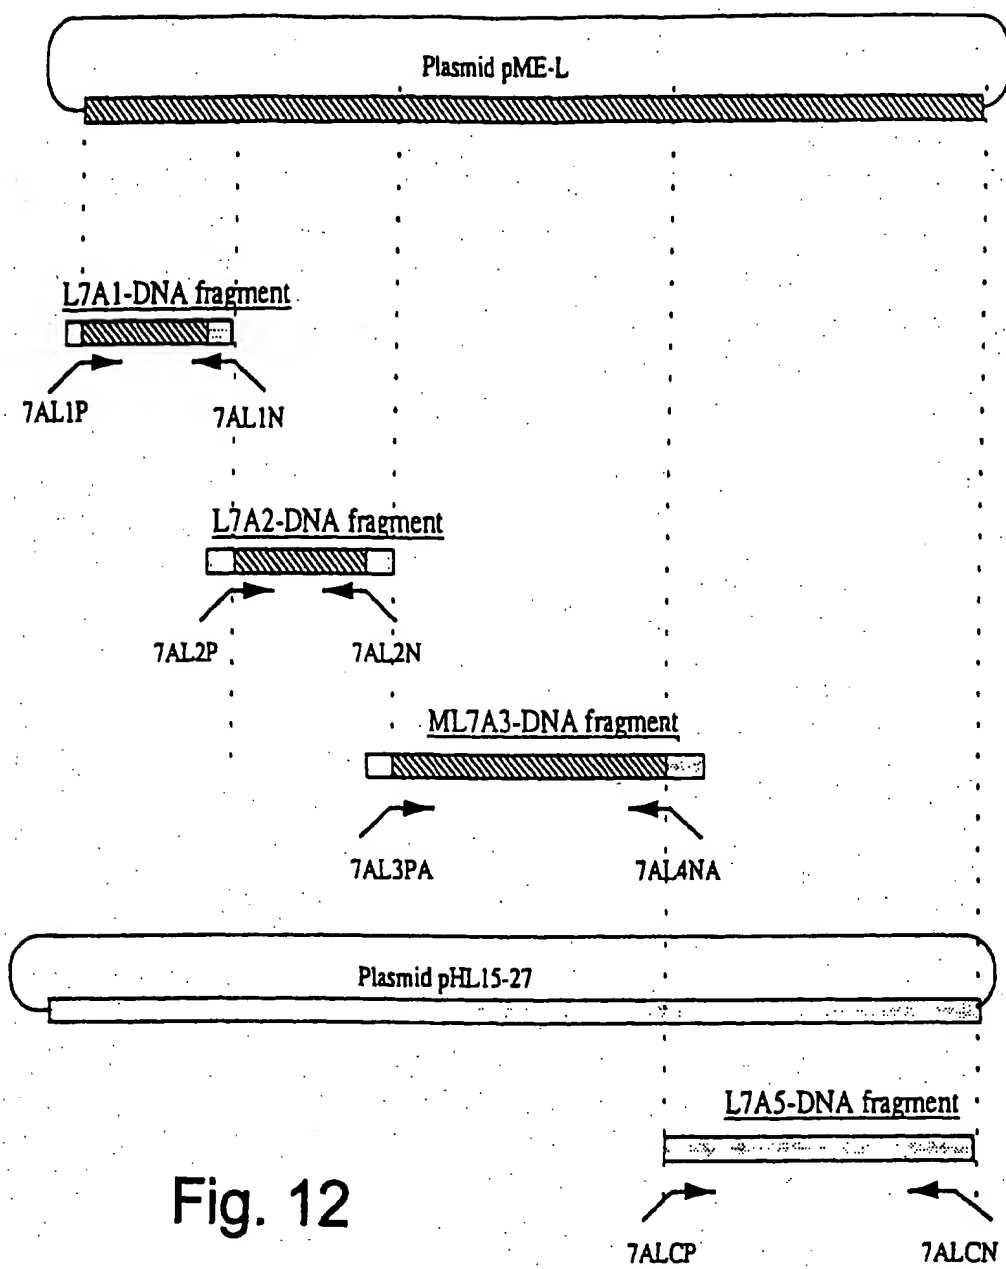 Plasmid pME-L
L7A1-DNA fragment
7AL1P
7AL1N
L7A2-DNA fragment
7AL2P
7AL2N
ML7A3-DNA fragment
7AL3PA
7AL4NA
Plasmid pHL15-27
L7A5-DNA fragment
Fig. 12
7ALCP
7ALCN